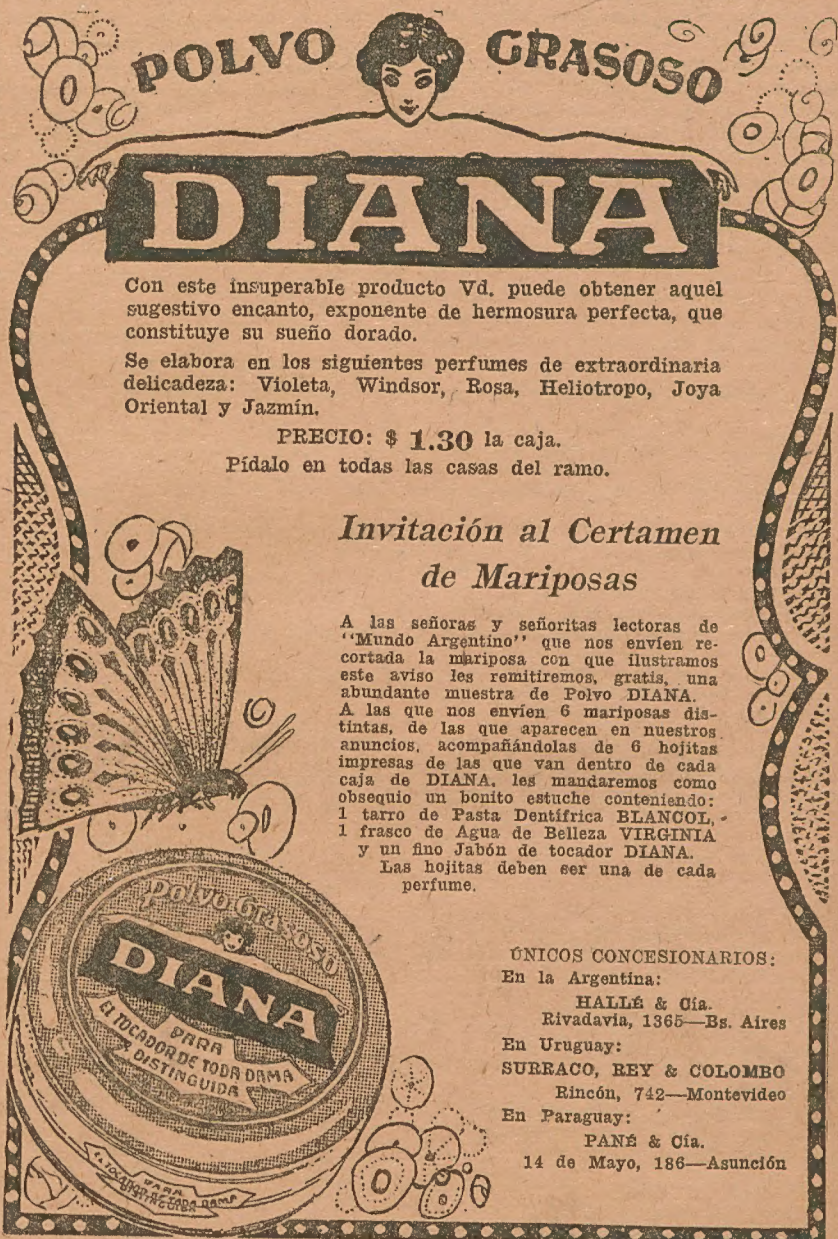 POLVO GRASOSO
DIANA
Con este insuperable producto Vd. puede obtener aquel
sugestivo encanto, exponente de hermosura perfecta, que
constituye su sueño dorado.
Se elabora en los siguientes perfumes de extraordinaria
delicadeza: Violeta, Windsor, Rosa, Heliotropo, Joya
Oriental y Jazmín.
PRECIO: $ 1.30 la caja.
Pídalo en todas las casas del ramo.
Invitación al Certamen
de Mariposas
A las señoras y señoritas lectoras de
"Mundo Argentino" que nos envíen re-
cortada la mariposa con que ilustramos
este aviso les remitiremos, gratis, una
abundante muestra de Polvo DIANA.
A las que nos envíen 6 mariposas dis-
tintas, de las que aparecen en nuestros
anuncios, acompañándolas de 6 hojitas
impresas de las que van dentro de cada
caja de DIANA, les mandaremos como
obsequio un bonito estuche conteniendo:
1 tarro de Pasta Dentífrica BLANCOL,
1 frasco de Agua de Belleza VIRGINIA
y un fino Jabón de tocador DIANA.
Las hojitas deben ser una de cada
perfume.
Polvo Grasoso
DIANA
PARA
EL TOCADOR DE TODA DAMA
DISTINGUIDA
PARA
EL TOCADOR DE TODA DAMA
DISTINGUIDA
ÚNICOS CONCESIONARIOS:
En la Argentina:
HALLÉ & Cía.
Rivadavia, 1365—Bs. Aires
En Uruguay:
SURRACO, REY & COLOMBO
Rincón, 742—Montevideo
En Paraguay:
PANÉ & Cía.
14 de Mayo, 186—Asunción